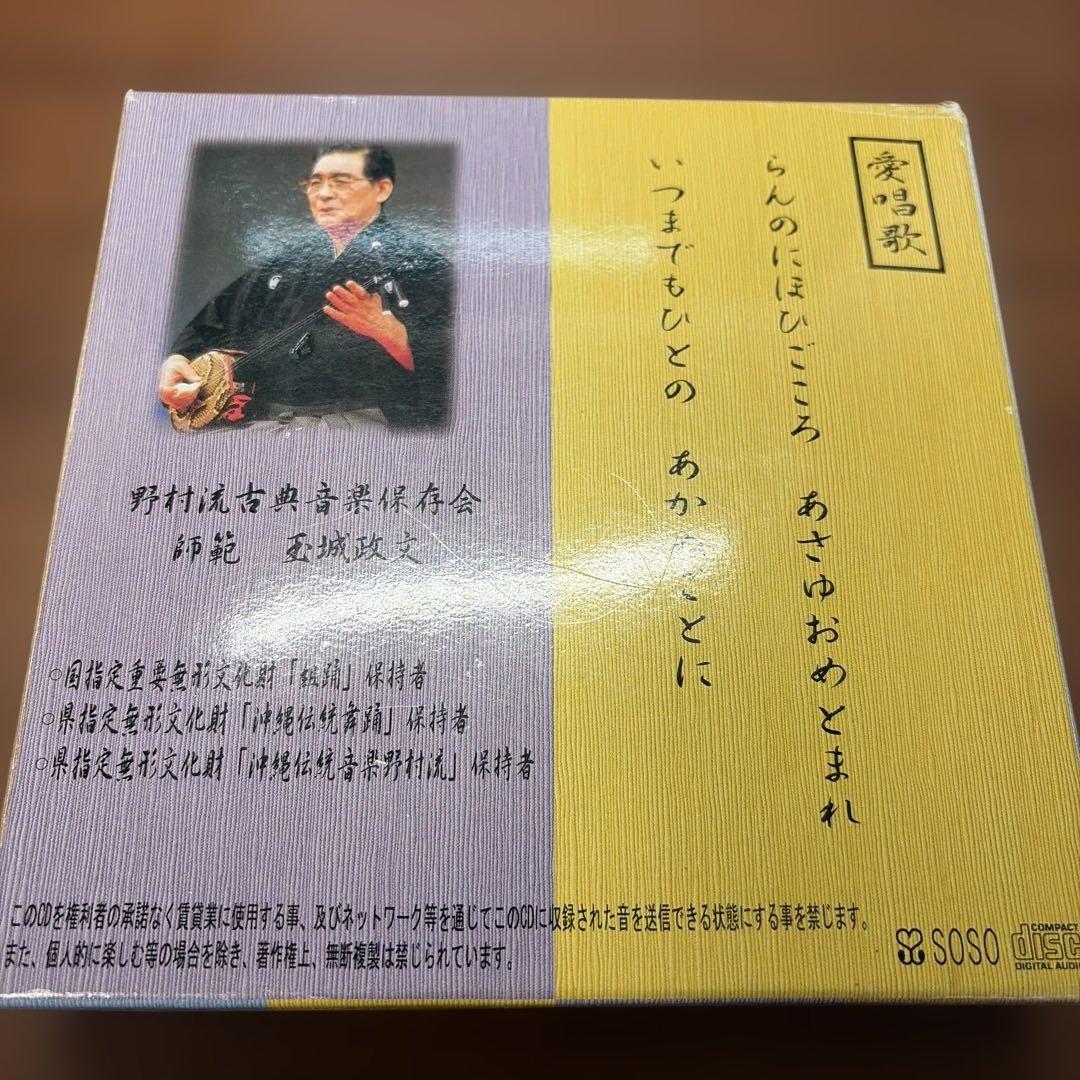 愛唱歌
らんのにほひごころ　あさゆおめとまれ
いつまでもひとの　あか　ことに
野村流古典音楽保存会
師範　玉城政文
○国指定重要無形文化財「組踊」保持者
○県指定無形文化財「沖縄伝統舞踊」保持者
○県指定無形文化財「沖縄伝統音楽野村流」保持者
このCDを権利者の承諾なく賃貸業に使用する事、及びネットワーク等を通じてこのCDに収録された音を送信できる状態にする事を禁じます。
また、個人的に楽しむ等の場合を除き、著作権上、無断複製は禁じられています。
SOSO
COMPACT
disc
DIGITAL AUDIO